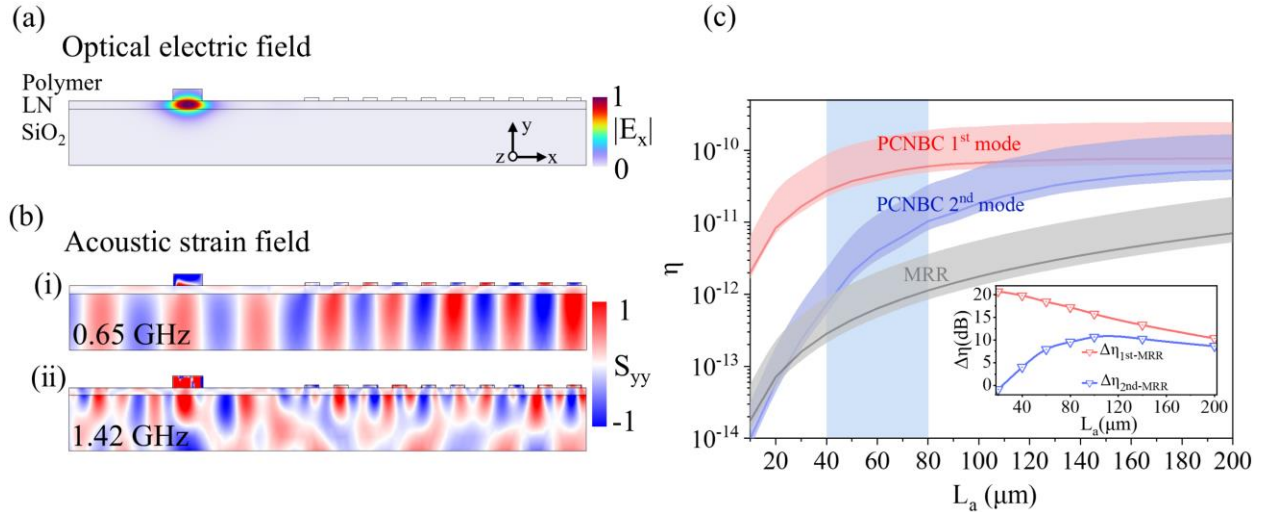 (a)
Optical electric field
Polymer
LN
SiO₂
y
z x
1
|Eₓ|
0
(b)
Acoustic strain field
(i)
0.65 GHz
(ii)
1.42 GHz
1
S_yy
-1
(c)
10⁻¹⁰
10⁻¹¹
10⁻¹²
10⁻¹³
10⁻¹⁴
η
PCNBC 1ˢᵗ mode
PCNBC 2ⁿᵈ mode
MRR
20
15
10
5
0
Δη(dB)
Δη₁ₛₜ₋MRR
Δη₂ₙd₋MRR
40 80 120 160 200
Lₐ(μm)
20 40 60 80 100 120 140 160 180 200
Lₐ (μm)